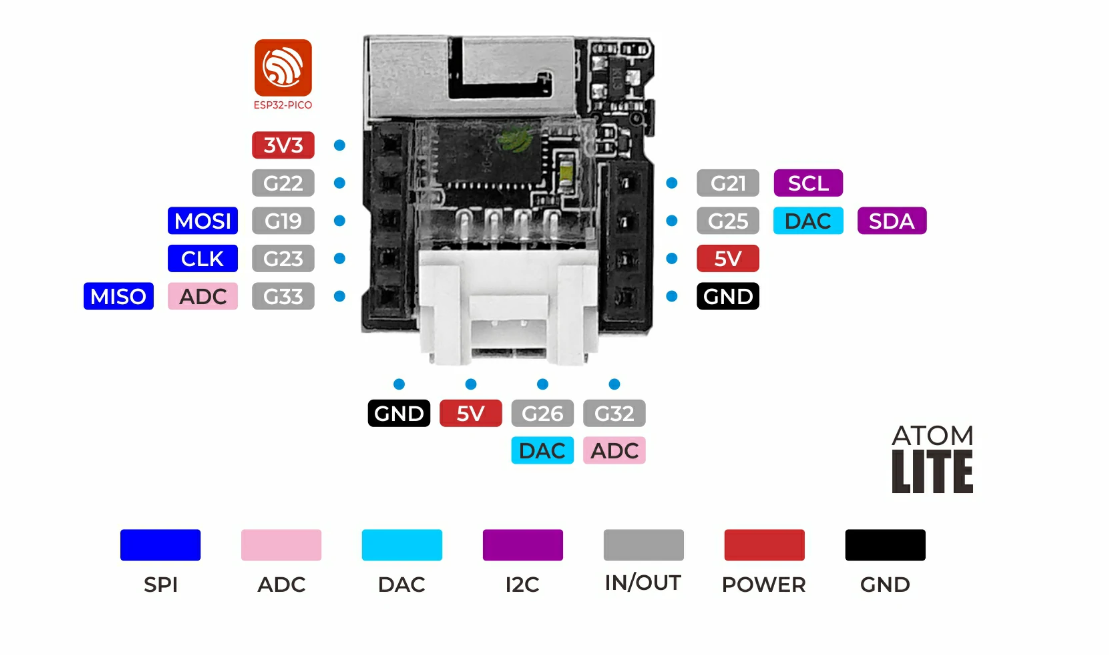 ESP32-PICO
3V3
G22
G21 SCL
MOSI G19
G25 DAC SDA
CLK G23
5V
MISO ADC G33
GND
GND 5V G26 G32
DAC ADC
ATOM
LITE
SPI ADC DAC I2C IN/OUT POWER GND